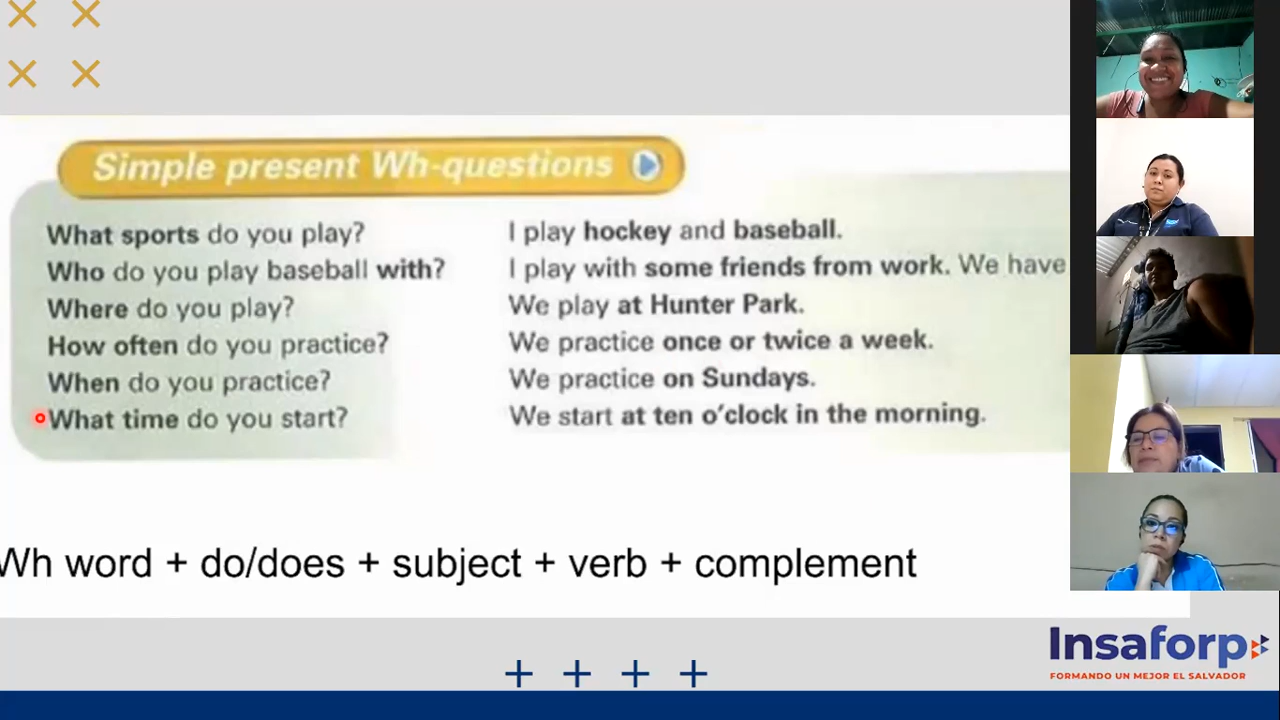 Simple present Wh-questions
What sports do you play? I play hockey and baseball.
Who do you play baseball with? I play with some friends from work. We have
Where do you play? We play at Hunter Park.
How often do you practice? We practice once or twice a week.
When do you practice? We practice on Sundays.
What time do you start? We start at ten o'clock in the morning.
Wh word + do/does + subject + verb + complement
Insaforp
FORMANDO UN MEJOR EL SALVADOR